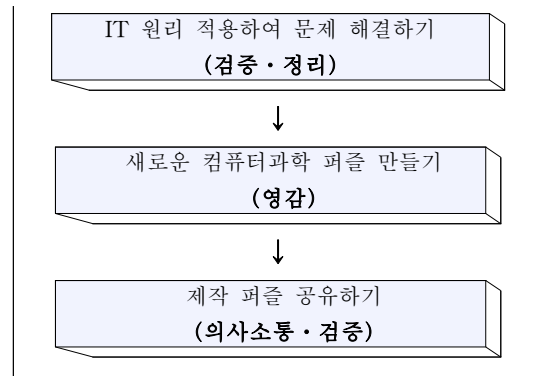 IT 원리 적용하여 문제 해결하기
(검증・정리)
↓
새로운 컴퓨터과학 퍼즐 만들기
(영감)
↓
제작 퍼즐 공유하기
(의사소통・검증)